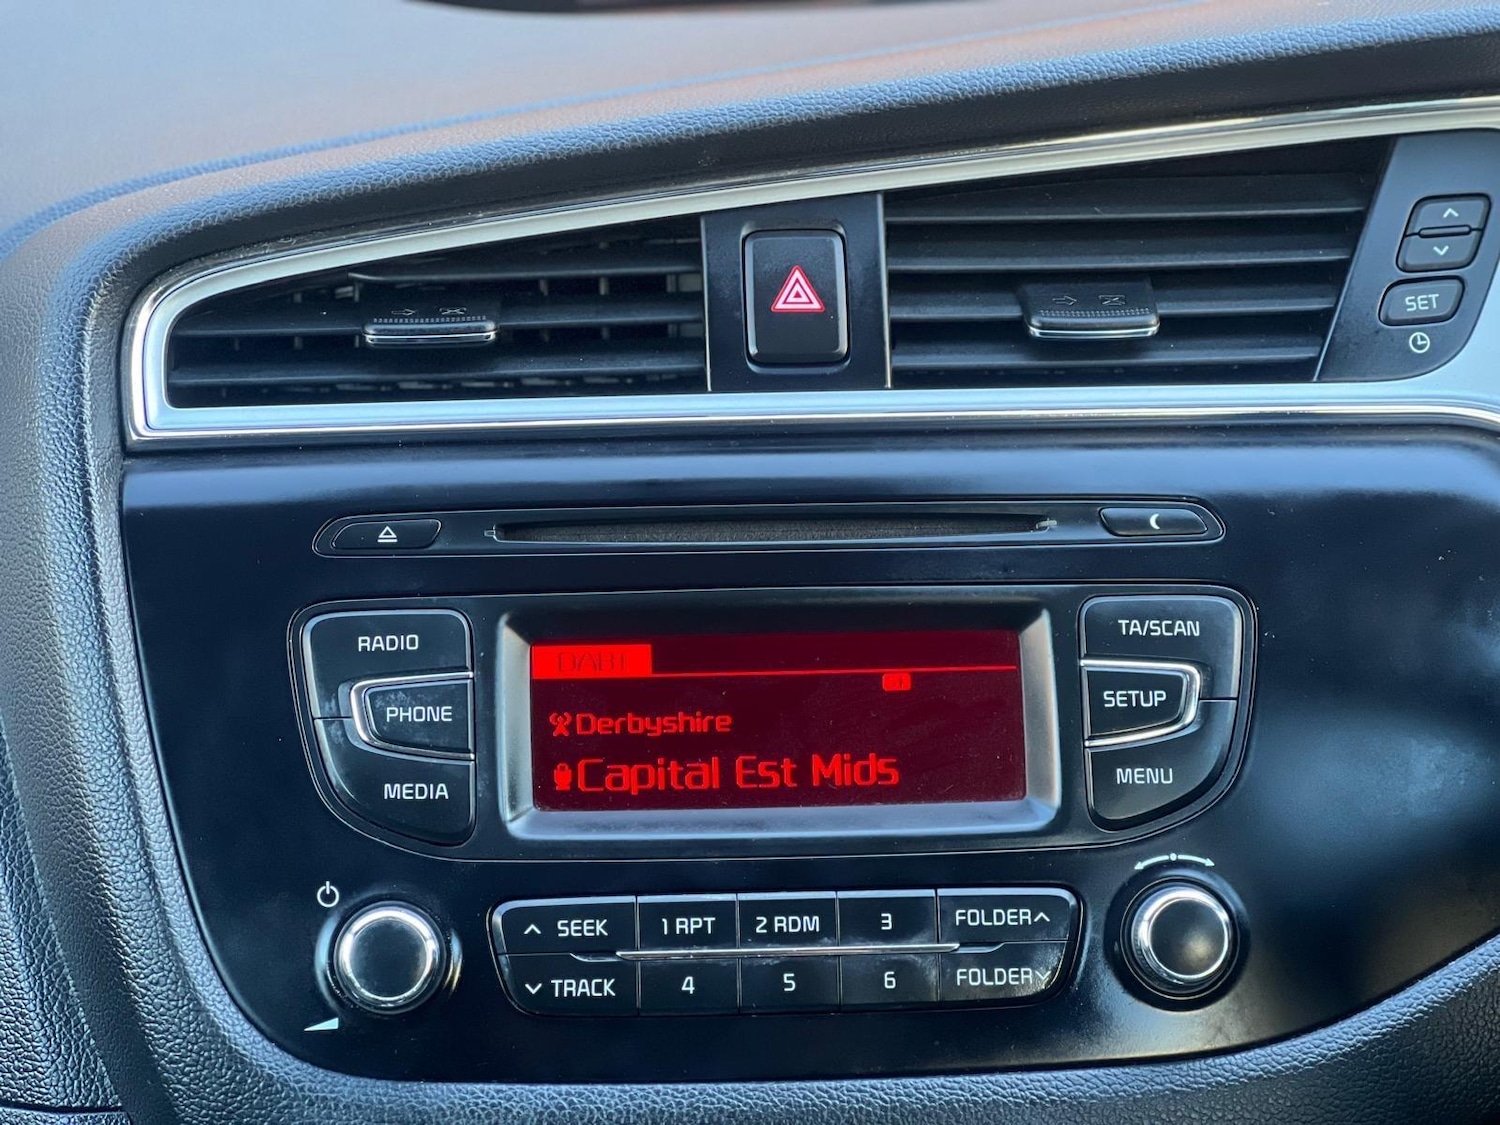 SET
RADIO
PHONE
MEDIA
DAB1
Derbyshire
Capital Est Mids
TA/SCAN
SETUP
MENU
SEEK
1 RPT
2 RDM
3
FOLDER
TRACK
4
5
6
FOLDER